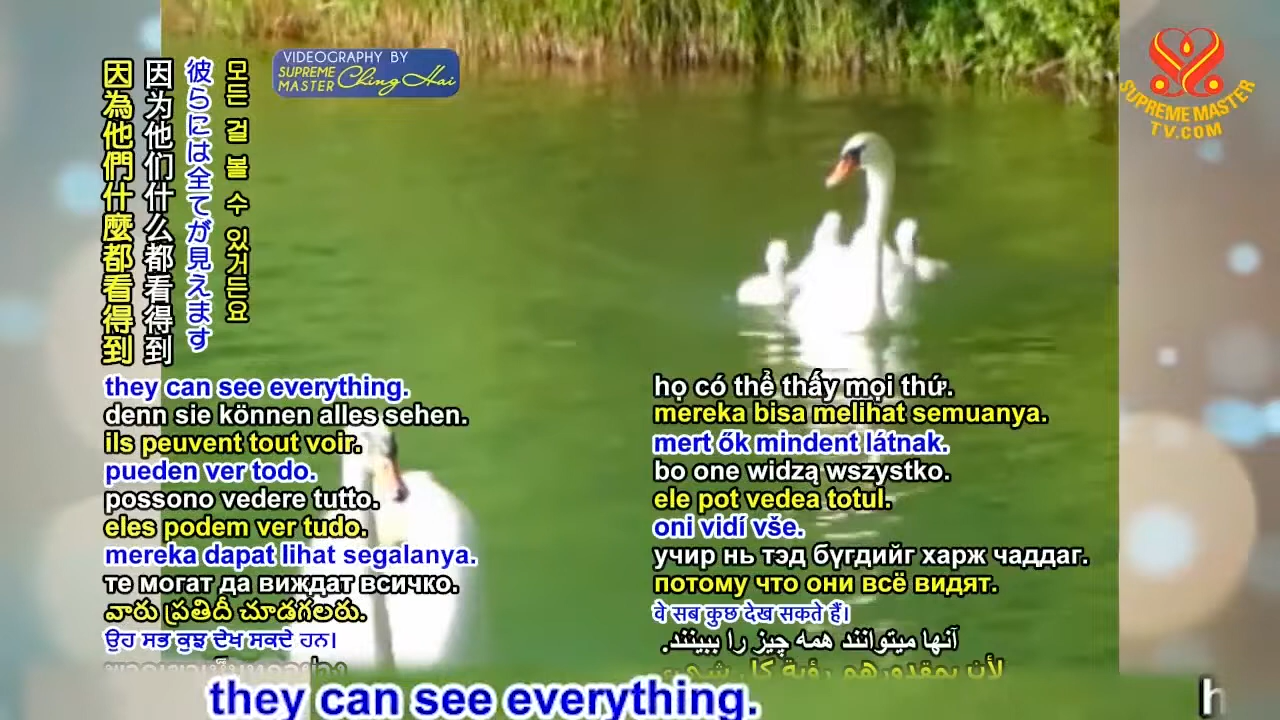 因為他們什麼都看得到
因为他们什么都看得到
彼らには全てが見えます
모든 걸 볼 수 있거든요
VIDEOGRAPHY BY
SUPREME MASTER Ching Hai
SUPREME MASTER
TV.COM
they can see everything.
denn sie können alles sehen.
ils peuvent tout voir.
pueden ver todo.
possono vedere tutto.
eles podem ver tudo.
mereka dapat lihat segalanya.
те могат да виждат всичко.
వారు ప్రతిదీ చూడగలరు.
ਉਹ ਸਭ ਕੁਝ ਦੇਖ ਸਕਦੇ ਹਨ।
họ có thể thấy mọi thứ.
mereka bisa melihat semuanya.
mert ők mindent látnak.
bo one widzą wszystko.
ele pot vedea totul.
oni vidí vše.
учир нь тэд бүгдийг харж чаддаг.
потому что они всё видят.
वे सब कुछ देख सकते हैं।
آنها میتوانند همه چیز را ببینند.
لأن بمقدورهم رؤية كل شيء
they can see everything.
h